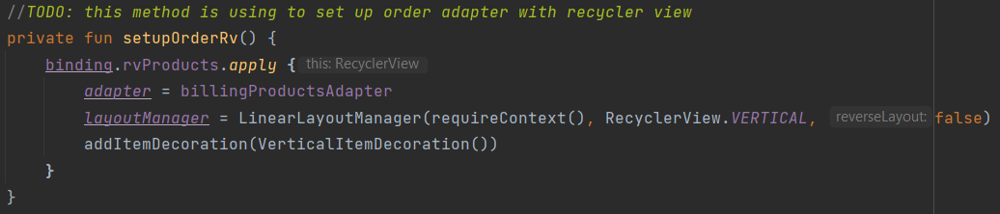 //TODO: this method is using to set up order adapter with recycler view
private fun setupOrderRv() {
binding.rvProducts.apply { this: RecyclerView
adapter = billingProductsAdapter
layoutManager = LinearLayoutManager(requireContext(), RecyclerView.VERTICAL, reverseLayout: false)
addItemDecoration(VerticalItemDecoration())
}
}